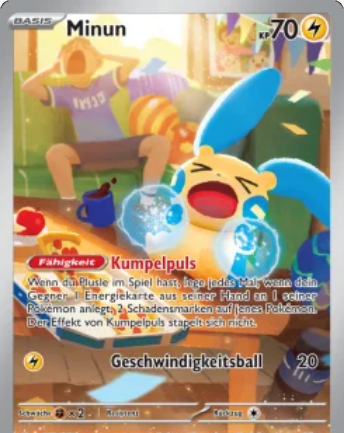 BASIS
Minun
KP 70
Fähigkeit Kumpelpuls
Wenn du Plusle im Spiel hast, lege jedes Mal, wenn dein
Gegner 1 Energiekarte aus seiner Hand an 1 seiner
Pokémon anlegt, 2 Schadensmarken auf jenes Pokémon.
Der Effekt von Kumpelpuls stapelt sich nicht.
Geschwindigkeitsball 20
Schwäche ×2 Resistenz Rückzug